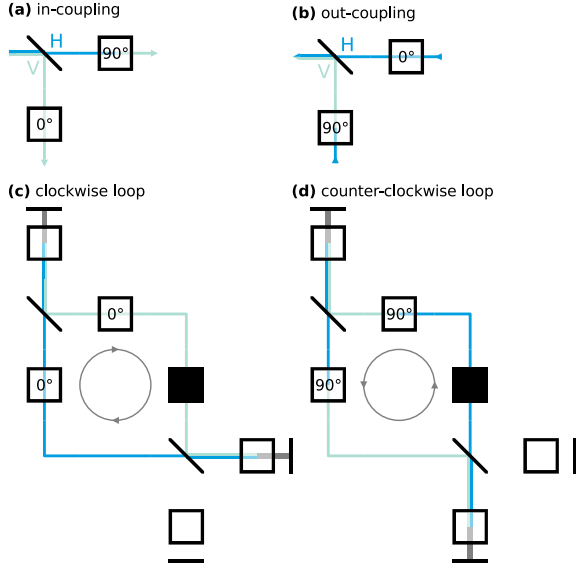 (a) in-coupling
H
V
90°
0°
(b) out-coupling
H
V
0°
90°
(c) clockwise loop
0°
0°
(d) counter-clockwise loop
90°
90°